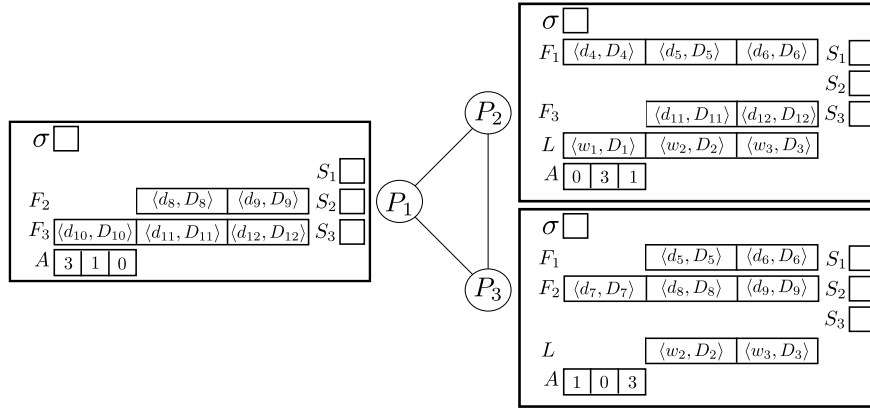 σ
S₁
F₂ ⟨d₈, D₈⟩ ⟨d₉, D₉⟩ S₂
F₃ ⟨d₁₀, D₁₀⟩ ⟨d₁₁, D₁₁⟩ ⟨d₁₂, D₁₂⟩ S₃
A 3 1 0
P₂
P₁
P₃
σ
F₁ ⟨d₄, D₄⟩ ⟨d₅, D₅⟩ ⟨d₆, D₆⟩ S₁
S₂
F₃ ⟨d₁₁, D₁₁⟩ ⟨d₁₂, D₁₂⟩ S₃
L ⟨w₁, D₁⟩ ⟨w₂, D₂⟩ ⟨w₃, D₃⟩
A 0 3 1
σ
F₁ ⟨d₅, D₅⟩ ⟨d₆, D₆⟩ S₁
F₂ ⟨d₇, D₇⟩ ⟨d₈, D₈⟩ ⟨d₉, D₉⟩ S₂
S₃
L ⟨w₂, D₂⟩ ⟨w₃, D₃⟩
A 1 0 3